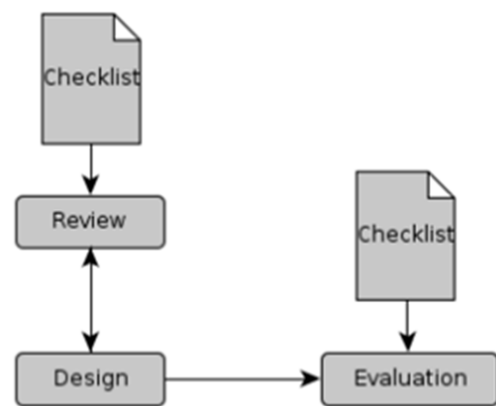 Checklist
Review
Checklist
Design
Evaluation